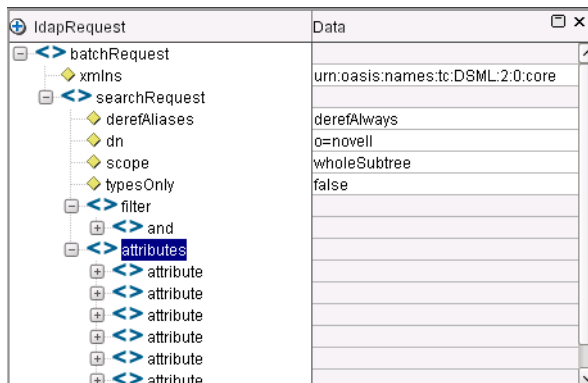 ldapRequest Data
batchRequest
xmlns urn:oasis:names:tc:DSML:2:0:core
searchRequest
derefAliases derefAlways
dn o=novell
scope wholeSubtree
typesOnly false
filter
and
attributes
attribute
attribute
attribute
attribute
attribute
attribute